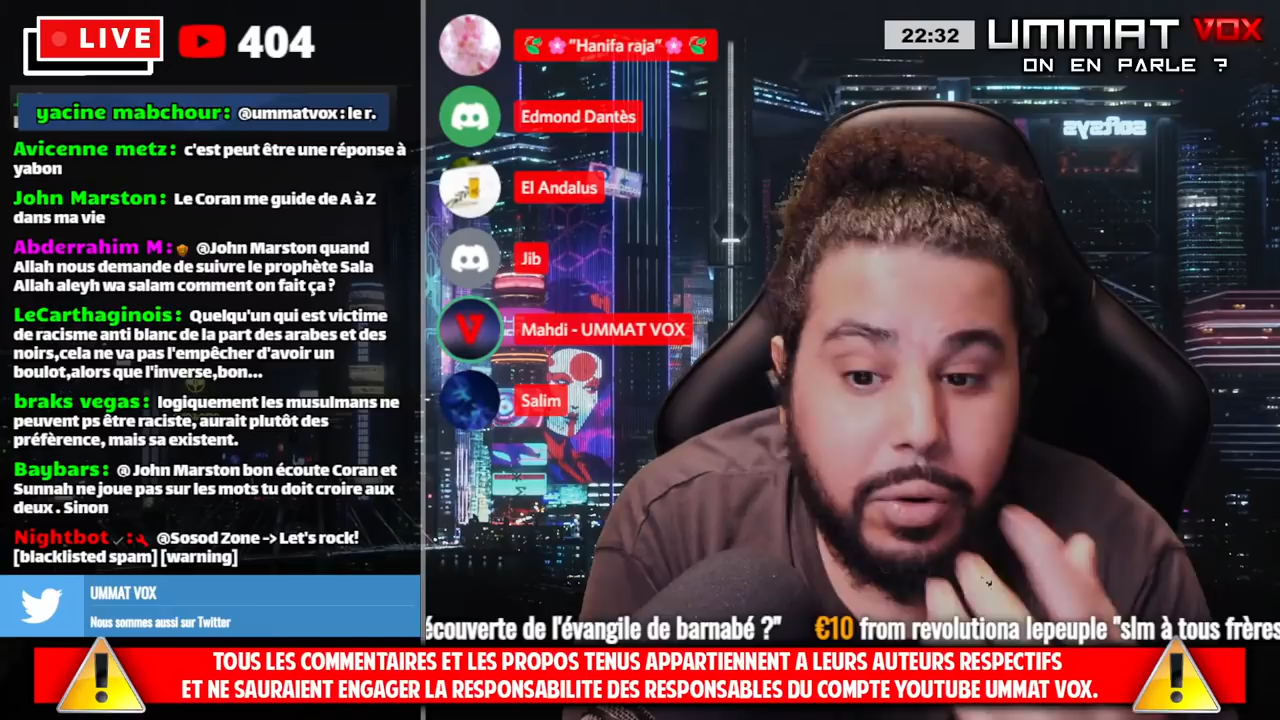 LIVE
404
yacine mabchour: @ummatvox : le r.
Avicenne metz: c'est peut être une réponse à
yabon
John Marston: Le Coran me guide de A à Z
dans ma vie
Abderrahim M: @John Marston quand
Allah nous demande de suivre le prophète Sala
Allah aleyh wa salam comment on fait ça ?
LeCarthaginois: Quelqu'un qui est victime
de racisme anti blanc de la part des arabes et des
noirs,cela ne va pas l'empêcher d'avoir un
boulot,alors que l'inverse,bon...
braks vegas: logiquement les musulmans ne
peuvent ps être raciste, aurait plutôt des
préfèrence, mais sa existent.
Baybars: @ John Marston bon écoute Coran et
Sunnah ne joue pas sur les mots tu doit croire aux
deux . Sinon
Nightbot: @Sosod Zone -> Let's rock!
[blacklisted spam] [warning]
UMMAT VOX
Nous sommes aussi sur Twitter
"Hanifa raja"
Edmond Dantès
El Andalus
Jib
Mahdi - UMMAT VOX
Salim
22:32
UMMAT VOX
ON EN PARLE ?
softsys
écouverte de l'évangile de barnabé ?" €10 from revolutiona lepeuple "slm à tous frères
TOUS LES COMMENTAIRES ET LES PROPOS TENUS APPARTIENNENT A LEURS AUTEURS RESPECTIFS
ET NE SAURAIENT ENGAGER LA RESPONSABILITE DES RESPONSABLES DU COMPTE YOUTUBE UMMAT VOX.